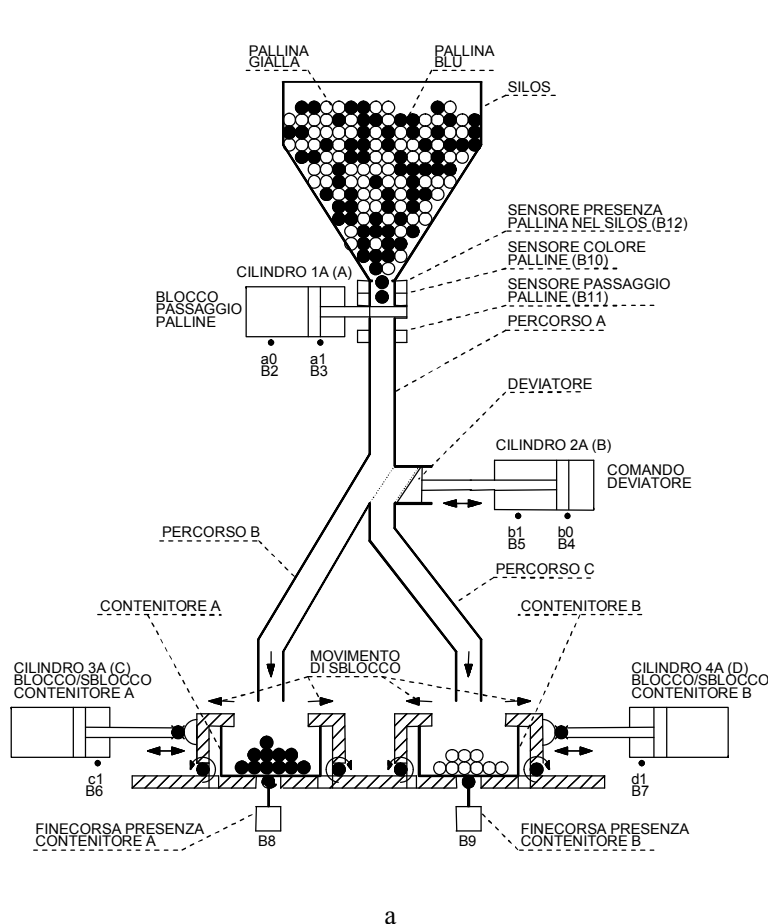 PALLINA
GIALLA
PALLINA
BLU
SILOS
SENSORE PRESENZA
PALLINA NEL SILOS (B12)
SENSORE COLORE
PALLINE (B10)
SENSORE PASSAGGIO
PALLINE (B11)
PERCORSO A
CILINDRO 1A (A)
BLOCCO
PASSAGGIO
PALLINE
a0
B2
a1
B3
DEVIATORE
CILINDRO 2A (B)
COMANDO
DEVIATORE
b1
B5
b0
B4
PERCORSO B
PERCORSO C
CONTENITORE A
CONTENITORE B
MOVIMENTO
DI SBLOCCO
CILINDRO 3A (C)
BLOCCO/SBLOCCO
CONTENITORE A
CILINDRO 4A (D)
BLOCCO/SBLOCCO
CONTENITORE B
c1
B6
d1
B7
FINECORSA PRESENZA
CONTENITORE A
B8
B9
FINECORSA PRESENZA
CONTENITORE B
a